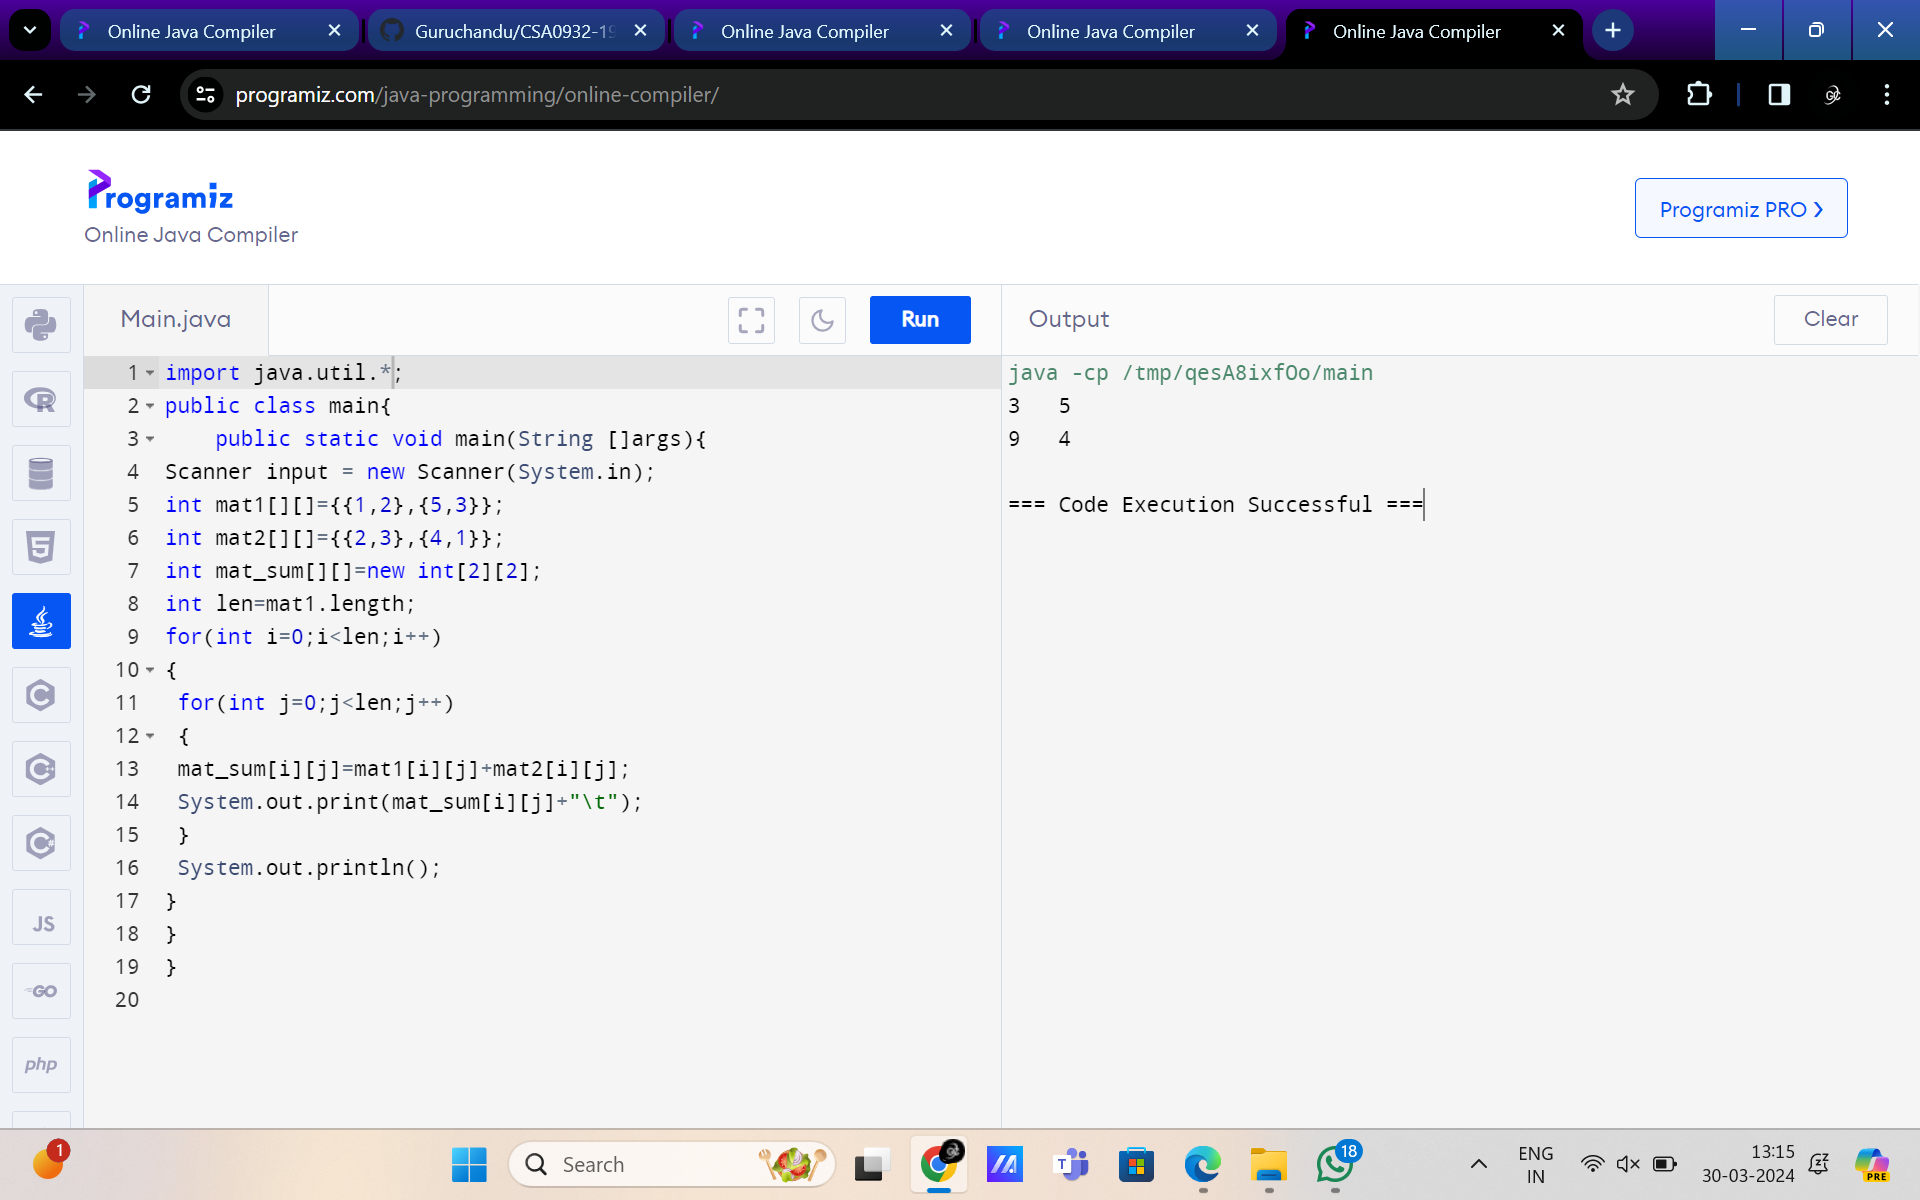 Online Java Compiler
Guruchandu/CSA0932-19
Online Java Compiler
Online Java Compiler
Online Java Compiler
programiz.com/java-programming/online-compiler/
GC
Programiz
Online Java Compiler
Programiz PRO
Main.java
Run
Output
Clear
1 import java.util.*;
2 public class main{
3 public static void main(String []args){
4 Scanner input = new Scanner(System.in);
5 int mat1[][]={{1,2},{5,3}};
6 int mat2[][]={{2,3},{4,1}};
7 int mat_sum[][]=new int[2][2];
8 int len=mat1.length;
9 for(int i=0;i<len;i++)
10 {
11 for(int j=0;j<len;j++)
12 {
13 mat_sum[i][j]=mat1[i][j]+mat2[i][j];
14 System.out.print(mat_sum[i][j]+"\t");
15 }
16 System.out.println();
17 }
18 }
19 }
20
java -cp /tmp/qesA8ixfOo/main
3 5
9 4
=== Code Execution Successful ===
R
5
C
C++
C#
JS
GO
php
1
Search
T
18
ENG
IN
13:15
30-03-2024
PRE